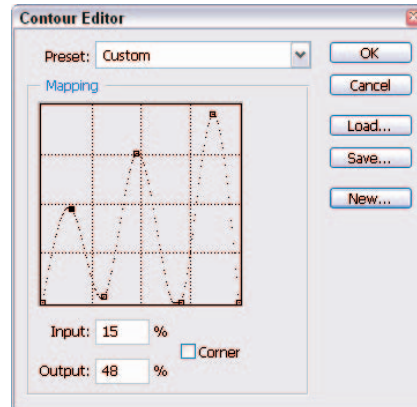 Contour Editor
Preset: Custom
OK
Cancel
Mapping
Load...
Save...
New...
Input: 15 %
Corner
Output: 48 %